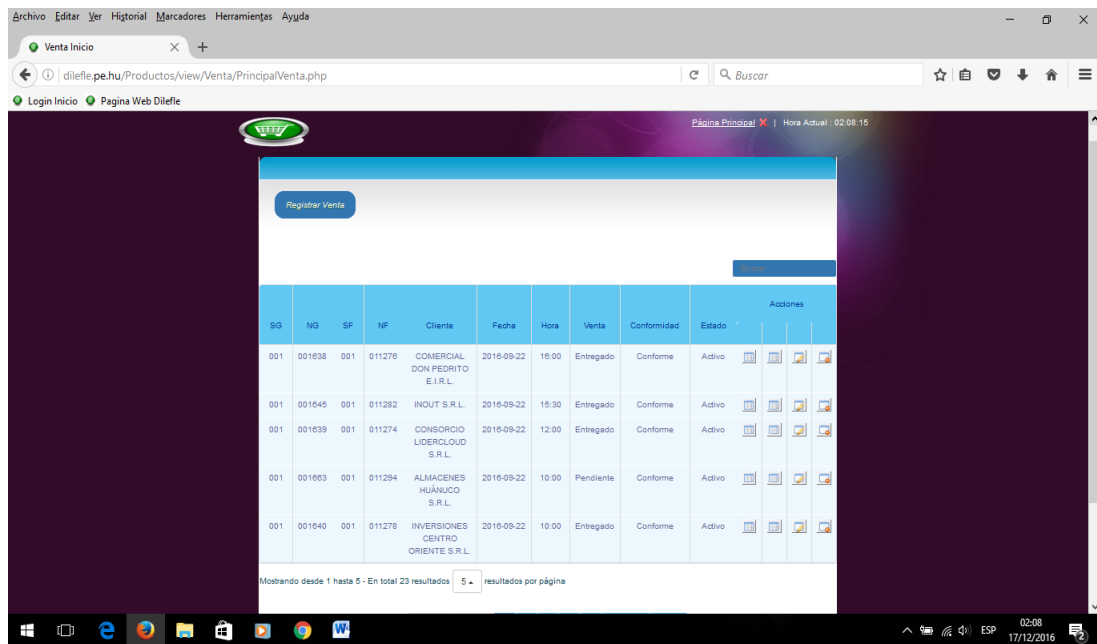 Archivo Editar Ver Historial Marcadores Herramientas Ayuda
Venta Inicio
dilefle.pe.hu/Productos/view/Venta/PrincipalVenta.php
Buscar
Login Inicio Pagina Web Dilefle
Página Principal | Hora Actual : 02:08:15
Registrar Venta
Buscar
Acciones
SG NG SF NF Cliente Fecha Hora Venta Conformidad Estado
001 001638 001 011276 COMERCIAL DON PEDRITO E.I.R.L. 2016-09-22 16:00 Entregado Conforme Activo
001 001645 001 011282 INOUT S.R.L. 2016-09-22 15:30 Entregado Conforme Activo
001 001639 001 011274 CONSORCIO LIDERCLOUD S.R.L. 2016-09-22 12:00 Entregado Conforme Activo
001 001663 001 011294 ALMACENES HUÁNUCO S.R.L. 2016-09-22 10:00 Pendiente Conforme Activo
001 001640 001 011278 INVERSIONES CENTRO ORIENTE S.R.L. 2016-09-22 10:00 Entregado Conforme Activo
Mostrando desde 1 hasta 5 - En total 23 resultados 5 resultados por página
ESP
02:08
17/12/2016